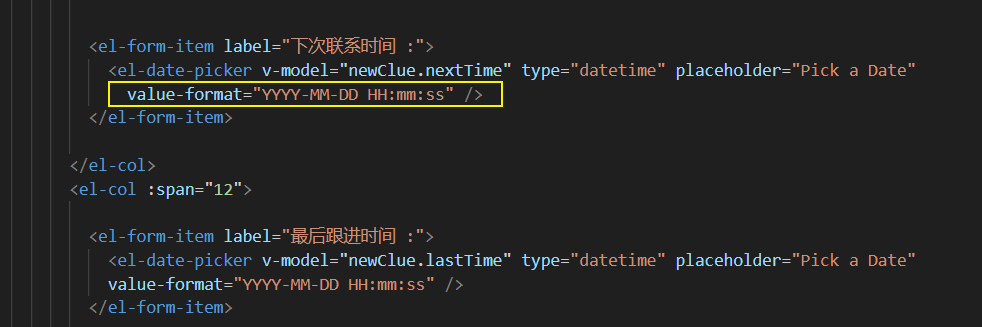 <el-form-item label="下次联系时间 :">
<el-date-picker v-model="newClue.nextTime" type="datetime" placeholder="Pick a Date"
value-format="YYYY-MM-DD HH:mm:ss" />
</el-form-item>
</el-col>
<el-col :span="12">
<el-form-item label="最后跟进时间 :">
<el-date-picker v-model="newClue.lastTime" type="datetime" placeholder="Pick a Date"
value-format="YYYY-MM-DD HH:mm:ss" />
</el-form-item>